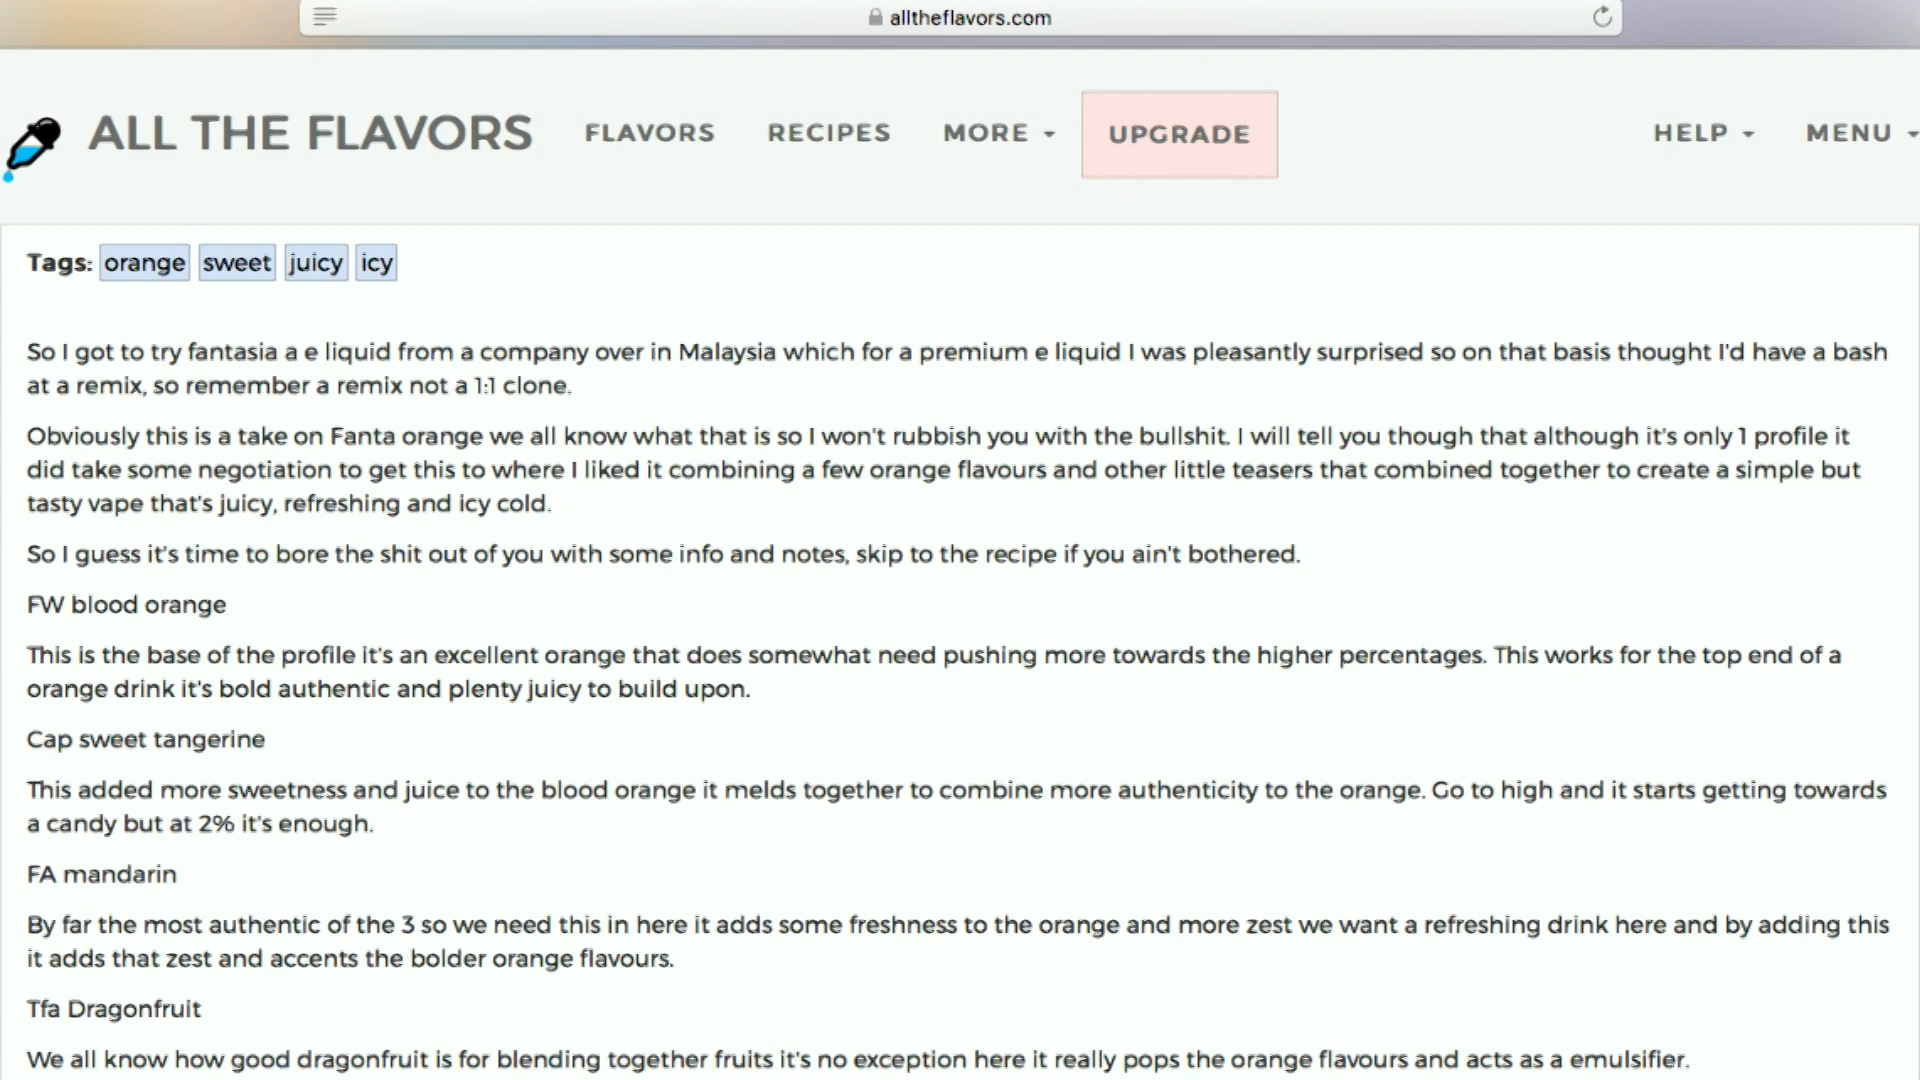 alltheflavors.com
ALL THE FLAVORS FLAVORS RECIPES MORE UPGRADE HELP MENU
Tags: orange sweet juicy icy
So I got to try fantasia a e liquid from a company over in Malaysia which for a premium e liquid I was pleasantly surprised so on that basis thought I'd have a bash
at a remix, so remember a remix not a 1:1 clone.
Obviously this is a take on Fanta orange we all know what that is so I won't rubbish you with the bullshit. I will tell you though that although it's only 1 profile it
did take some negotiation to get this to where I liked it combining a few orange flavours and other little teasers that combined together to create a simple but
tasty vape that's juicy, refreshing and icy cold.
So I guess it's time to bore the shit out of you with some info and notes, skip to the recipe if you ain't bothered.
FW blood orange
This is the base of the profile it's an excellent orange that does somewhat need pushing more towards the higher percentages. This works for the top end of a
orange drink it's bold authentic and plenty juicy to build upon.
Cap sweet tangerine
This added more sweetness and juice to the blood orange it melds together to combine more authenticity to the orange. Go to high and it starts getting towards
a candy but at 2% it's enough.
FA mandarin
By far the most authentic of the 3 so we need this in here it adds some freshness to the orange and more zest we want a refreshing drink here and by adding this
it adds that zest and accents the bolder orange flavours.
Tfa Dragonfruit
We all know how good dragonfruit is for blending together fruits it's no exception here it really pops the orange flavours and acts as a emulsifier.